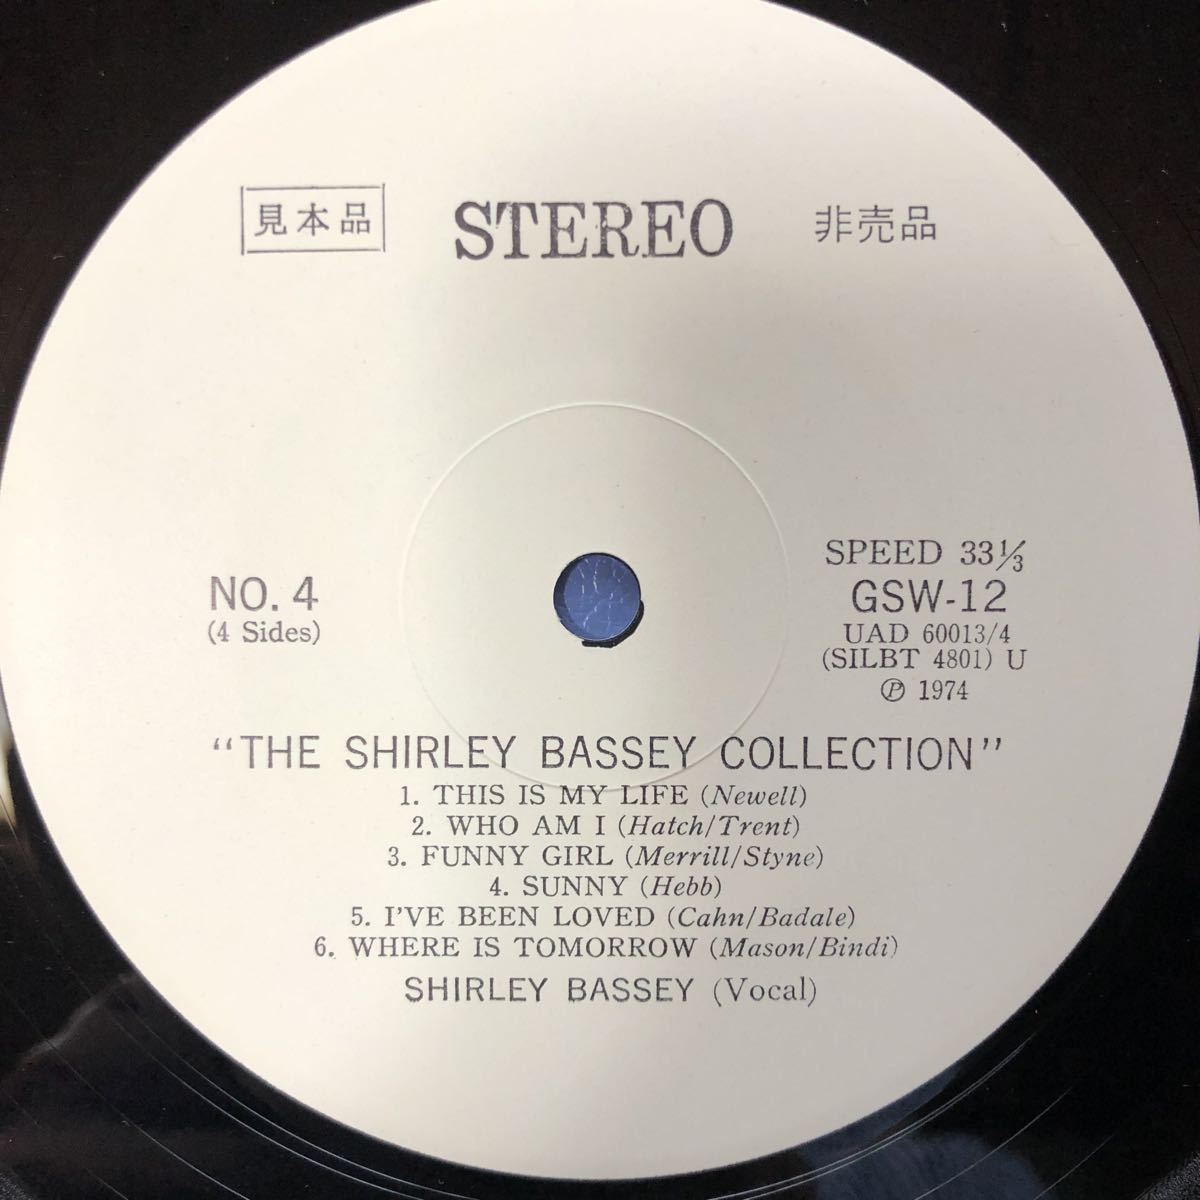 見本品 STEREO 非売品
SPEED 33⅓
NO. 4 GSW-12
(4 Sides) UAD 60013/4
(SILBT 4801) U
Ⓟ 1974
"THE SHIRLEY BASSEY COLLECTION"
1. THIS IS MY LIFE (Newell)
2. WHO AM I (Hatch/Trent)
3. FUNNY GIRL (Merrill/Styne)
4. SUNNY (Hebb)
5. I'VE BEEN LOVED (Cahn/Badale)
6. WHERE IS TOMORROW (Mason/Bindi)
SHIRLEY BASSEY (Vocal)